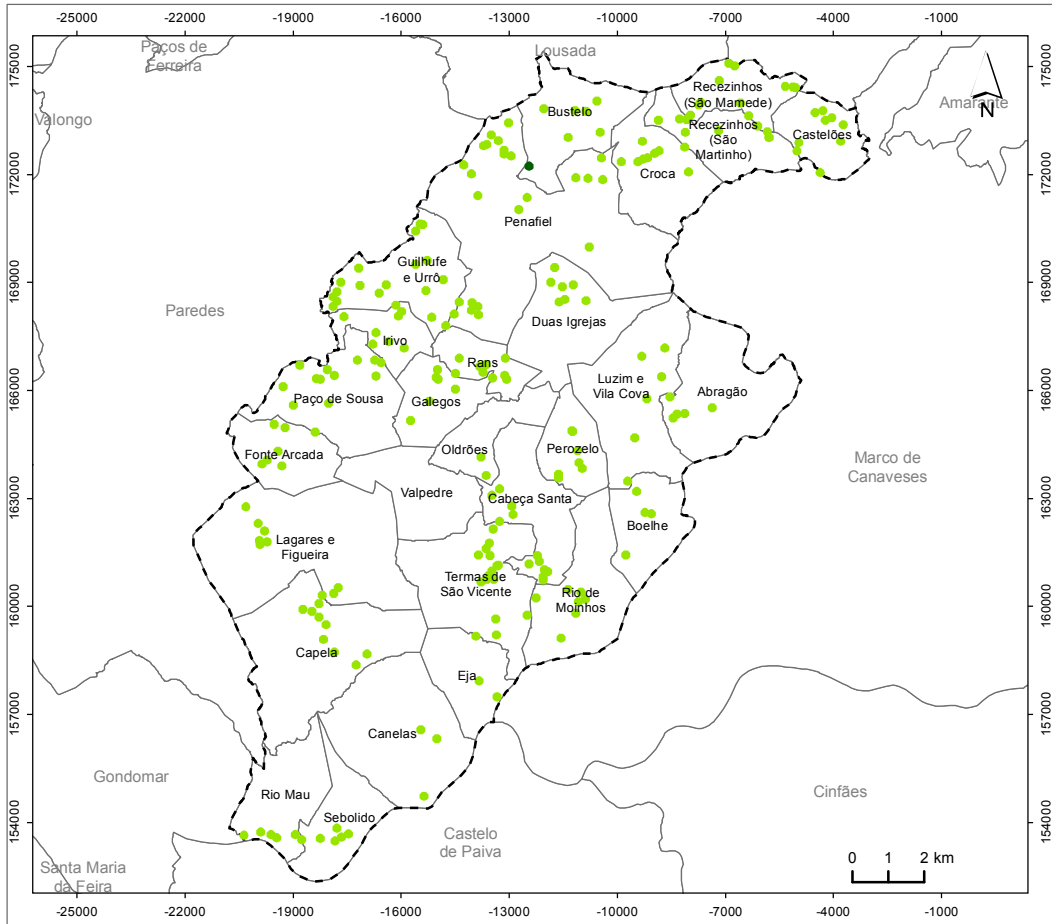 -25000 -22000 -19000 -16000 -13000 -10000 -7000 -4000 -1000
175000
172000
169000
166000
163000
160000
157000
154000
175000
172000
169000
166000
163000
160000
157000
154000
Paços de
Ferreira
Lousada
Valongo
Amarante
N
Bustelo
Recezinhos
(São Mamede)
Recezinhos
(São
Martinho)
Castelões
Croca
Penafiel
Guilhufe
e Urrô
Paredes
Duas Igrejas
Irivo
Rans
Luzim e
Vila Cova
Abragão
Paço de Sousa
Galegos
Fonte Arcada
Oldrões
Perozelo
Marco de
Canaveses
Valpedre
Cabeça Santa
Boelhe
Lagares e
Figueira
Termas de
São Vicente
Rio de
Moinhos
Capela
Eja
Canelas
Gondomar
Rio Mau
Sebolido
Cinfães
Castelo
de Paiva
Santa Maria
da Feira
0 1 2 km
-25000 -22000 -19000 -16000 -13000 -10000 -7000 -4000 -1000